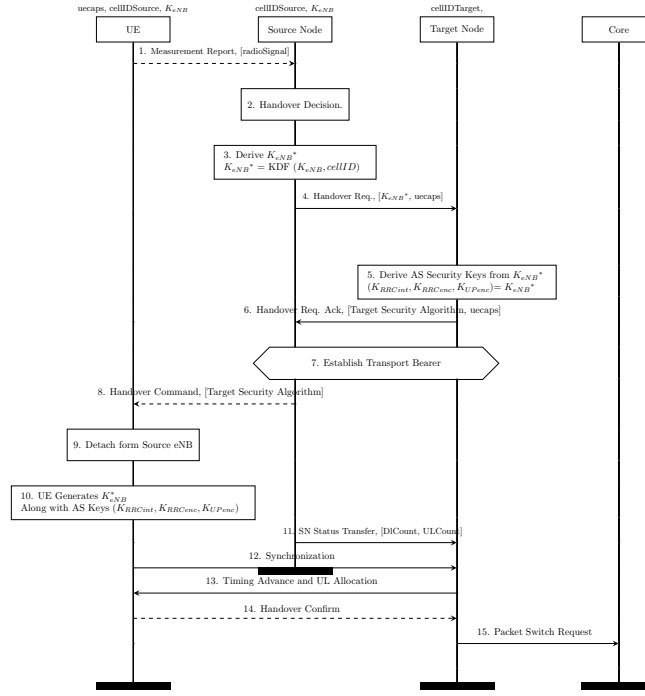 uecaps, cellIDSource, K_eNB
cellIDSource, K_eNB
cellIDTarget,
UE
Source Node
Target Node
Core
1. Measurement Report, [radioSignal]
2. Handover Decision.
3. Derive K_eNB*
K_eNB* = KDF (K_eNB, cellID)
4. Handover Req., [K_eNB*, uecaps]
5. Derive AS Security Keys from K_eNB*
(K_RRCint, K_RRCenc, K_UPenc)= K_eNB*
6. Handover Req. Ack, [Target Security Algorithm, uecaps]
7. Establish Transport Bearer
8. Handover Command, [Target Security Algorithm]
9. Detach form Source eNB
10. UE Generates K*_eNB
Along with AS Keys (K_RRCint, K_RRCenc, K_UPenc)
11. SN Status Transfer, [DlCount, ULCount]
12. Synchronization
13. Timing Advance and UL Allocation
14. Handover Confirm
15. Packet Switch Request